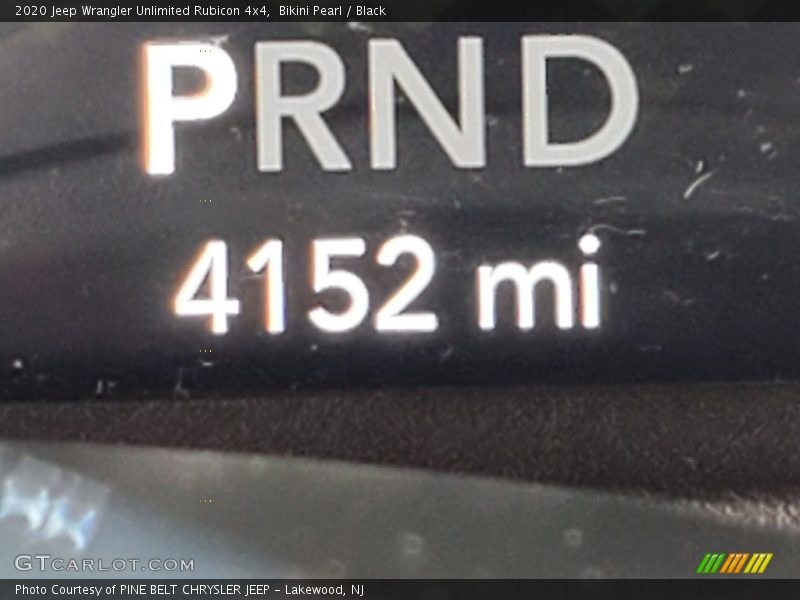 2020 Jeep Wrangler Unlimited Rubicon 4x4, Bikini Pearl / Black
PRND
4152 mi
GTCARLOT.COM
Photo Courtesy of PINE BELT CHRYSLER JEEP - Lakewood, NJ